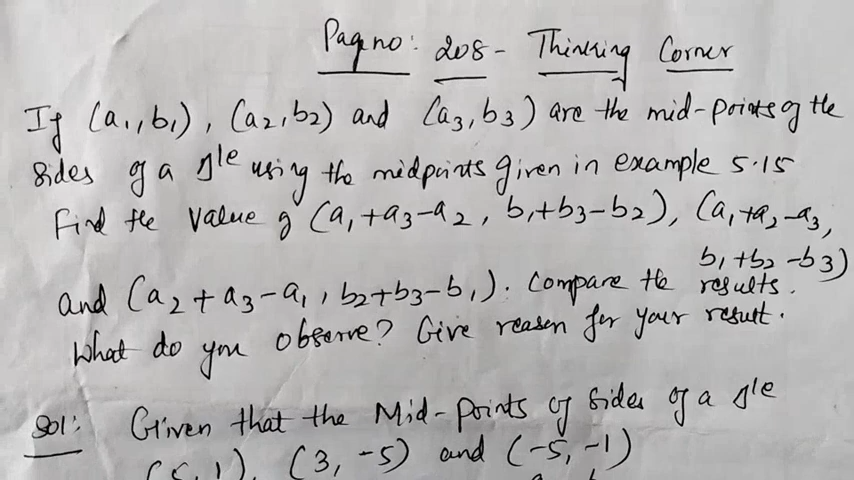 Pag no: 208 - Thinking Corner
If (a₁, b₁), (a₂, b₂) and (a₃, b₃) are the mid-points of the
sides of a Δle using the midpoints given in example 5.15
Find the value of (a₁+a₃-a₂, b₁+b₃-b₂), (a₁+a₂-a₃,
b₁+b₂-b₃)
and (a₂+a₃-a₁, b₂+b₃-b₁). Compare the results.
What do you observe? Give reason for your result.
Sol: Given that the Mid-points of sides of a Δle
(5, 1), (3, -5) and (-5, -1)